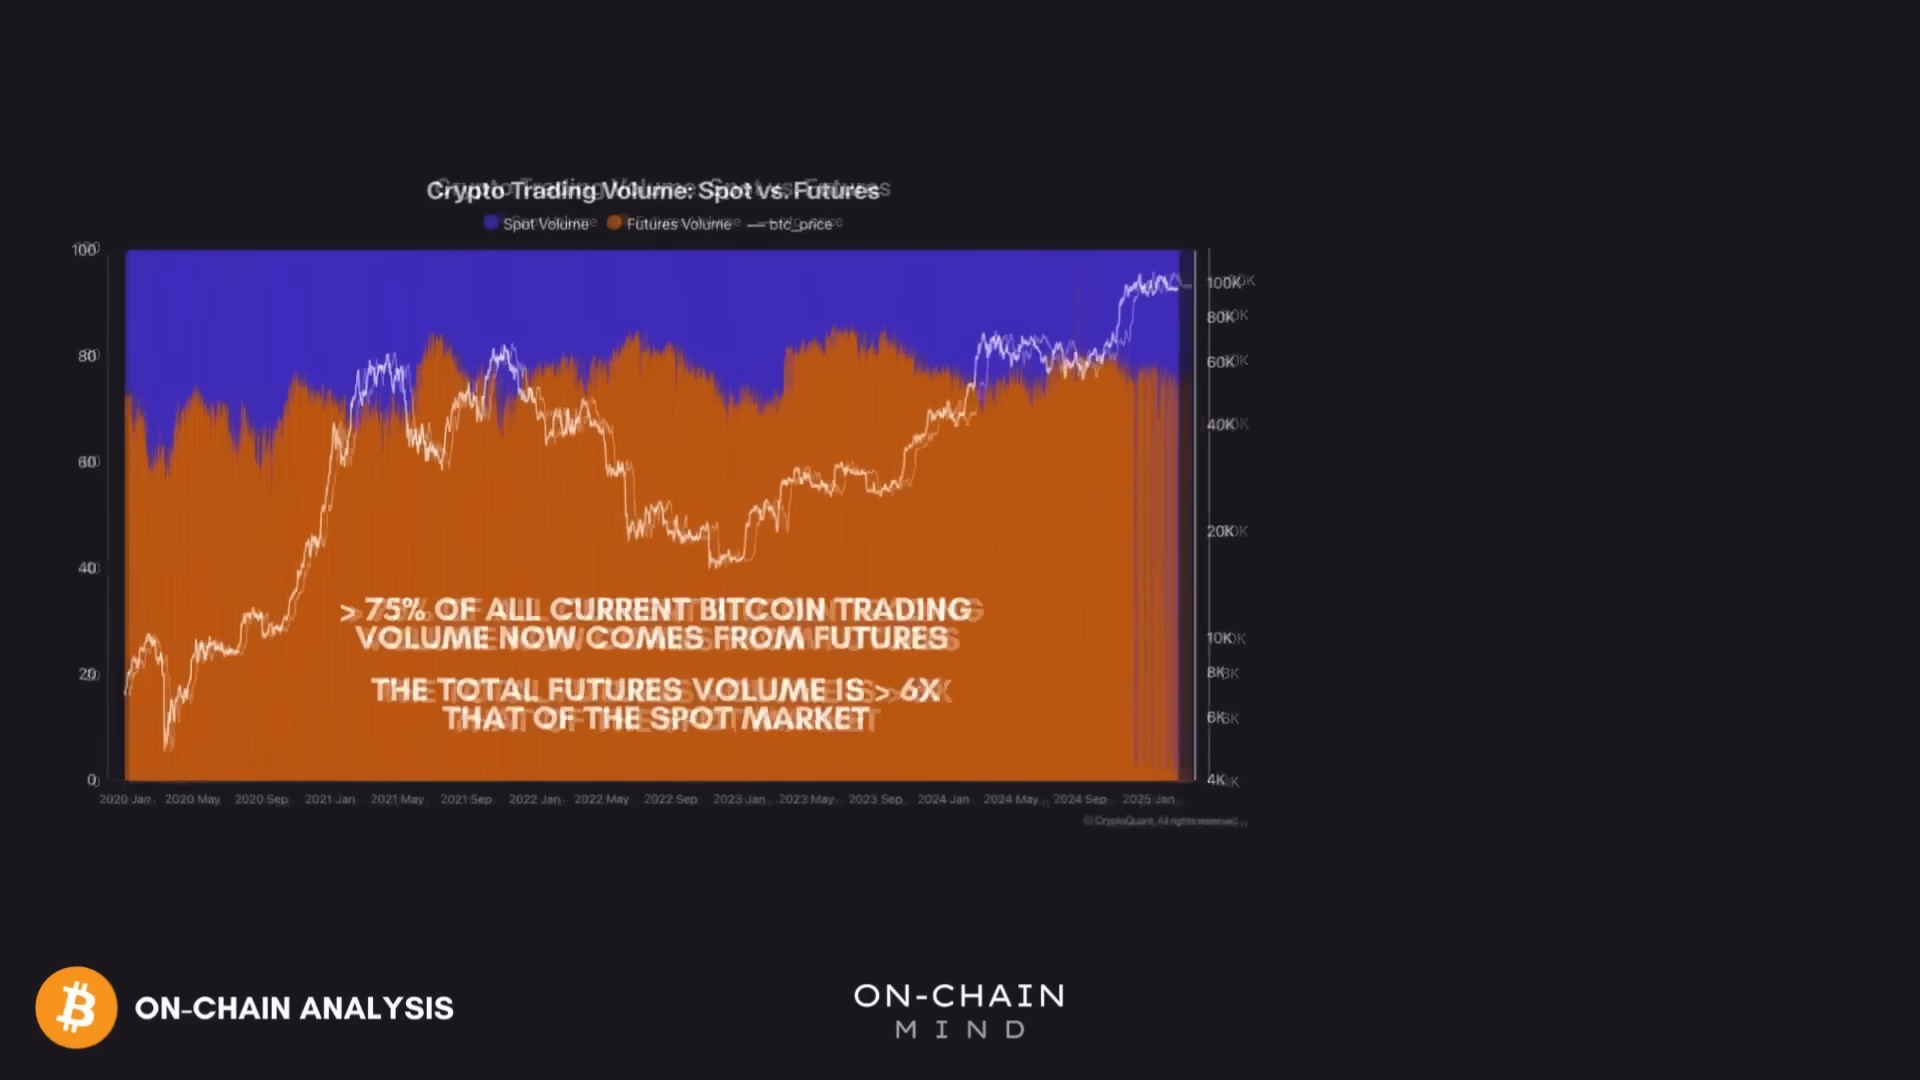 Crypto Trading Volume: Spot vs. Futures
Spot Volume Futures Volume btc_price
100
80
60
40
20
0
100K
80K
60K
40K
20K
10K
8K
6K
4K
> 75% OF ALL CURRENT BITCOIN TRADING
VOLUME NOW COMES FROM FUTURES
THE TOTAL FUTURES VOLUME IS > 6X
THAT OF THE SPOT MARKET
2020 Jan 2020 May 2020 Sep 2021 Jan 2021 May 2021 Sep 2022 Jan 2022 May 2022 Sep 2023 Jan 2023 May 2023 Sep 2024 Jan 2024 May 2024 Sep 2025 Jan
© CryptoQuant. All rights reserved
ON-CHAIN ANALYSIS
ON-CHAIN
MIND